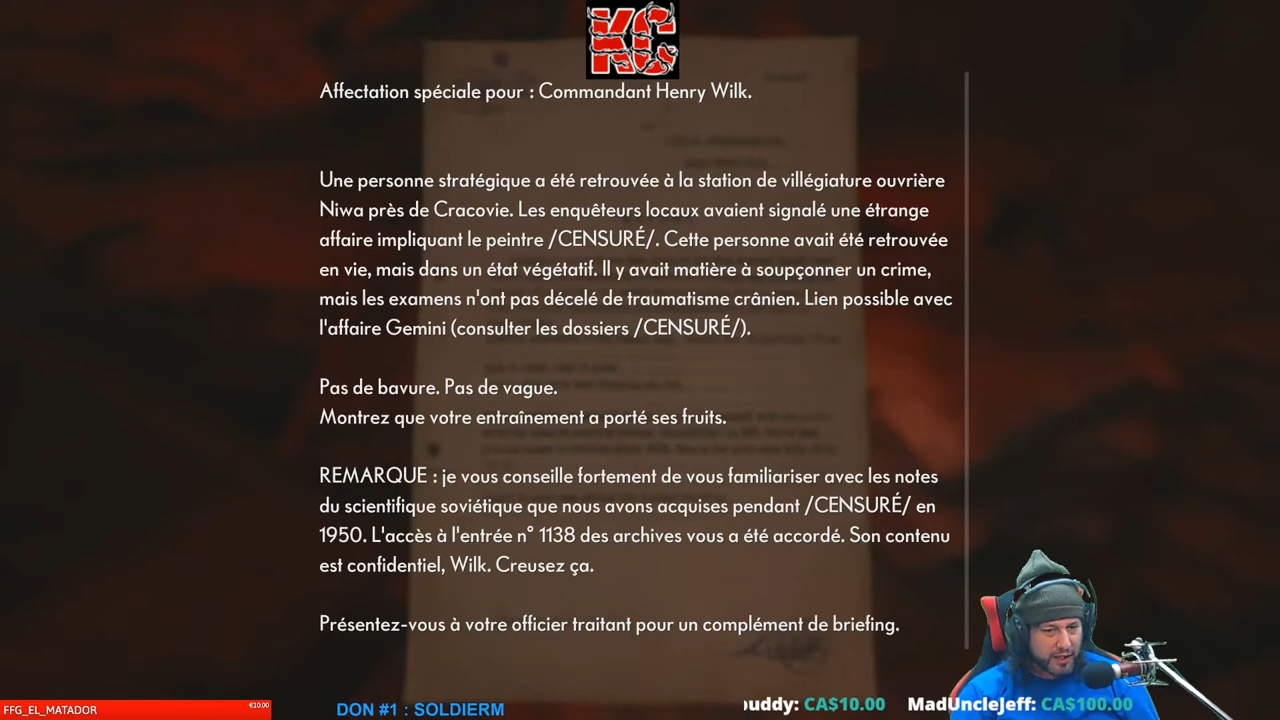 KC
Affectation spéciale pour : Commandant Henry Wilk.
Une personne stratégique a été retrouvée à la station de villégiature ouvrière
Niwa près de Cracovie. Les enquêteurs locaux avaient signalé une étrange
affaire impliquant le peintre /CENSURÉ/. Cette personne avait été retrouvée
en vie, mais dans un état végétatif. Il y avait matière à soupçonner un crime,
mais les examens n'ont pas décelé de traumatisme crânien. Lien possible avec
l'affaire Gemini (consulter les dossiers /CENSURÉ/).
Pas de bavure. Pas de vague.
Montrez que votre entraînement a porté ses fruits.
REMARQUE : je vous conseille fortement de vous familiariser avec les notes
du scientifique soviétique que nous avons acquises pendant /CENSURÉ/ en
1950. L'accès à l'entrée n° 1138 des archives vous a été accordé. Son contenu
est confidentiel, Wilk. Creusez ça.
Présentez-vous à votre officier traitant pour un complément de briefing.
FFG_EL_MATADOR €10.00
DON #1 : SOLDIERM
uddy: CA$10.00 MadUncleJeff: CA$100.00